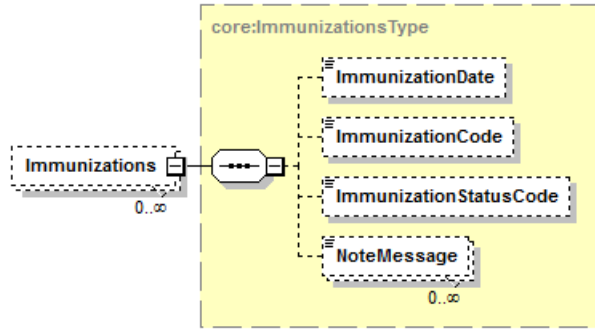 core:ImmunizationsType
ImmunizationDate
ImmunizationCode
Immunizations
0..∞
ImmunizationStatusCode
NoteMessage
0..∞